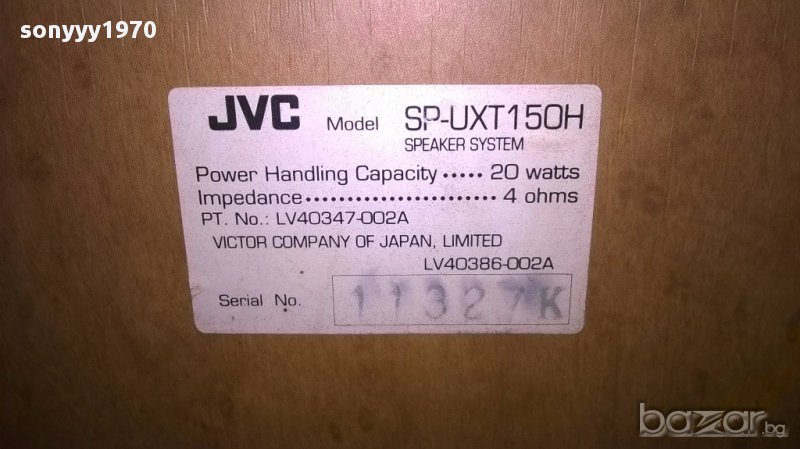 sonyyy1970
JVC Model SP-UXT150H
SPEAKER SYSTEM
Power Handling Capacity ····· 20 watts
Impedance······················· 4 ohms
PT. No.: LV40347-002A
VICTOR COMPANY OF JAPAN, LIMITED
LV40386-002A
Serial No. 11327K
bazar.bg